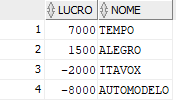 LUCRO NOME
1 7000 TEMPO
2 1500 ALEGRO
3 -2000 ITAVOX
4 -8000 AUTOMODELO